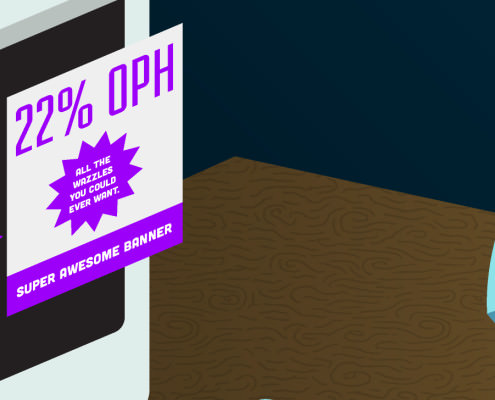 22% OPH
ALL THE
WAZZLES
YOU COULD
EVER WANT.
SUPER AWESOME BANNER